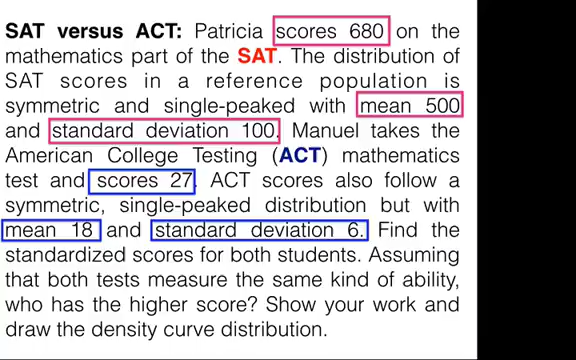 SAT versus ACT: Patricia scores 680 on the
mathematics part of the SAT. The distribution of
SAT scores in a reference population is
symmetric and single-peaked with mean 500
and standard deviation 100. Manuel takes the
American College Testing (ACT) mathematics
test and scores 27. ACT scores also follow a
symmetric, single-peaked distribution but with
mean 18 and standard deviation 6. Find the
standardized scores for both students. Assuming
that both tests measure the same kind of ability,
who has the higher score? Show your work and
draw the density curve distribution.